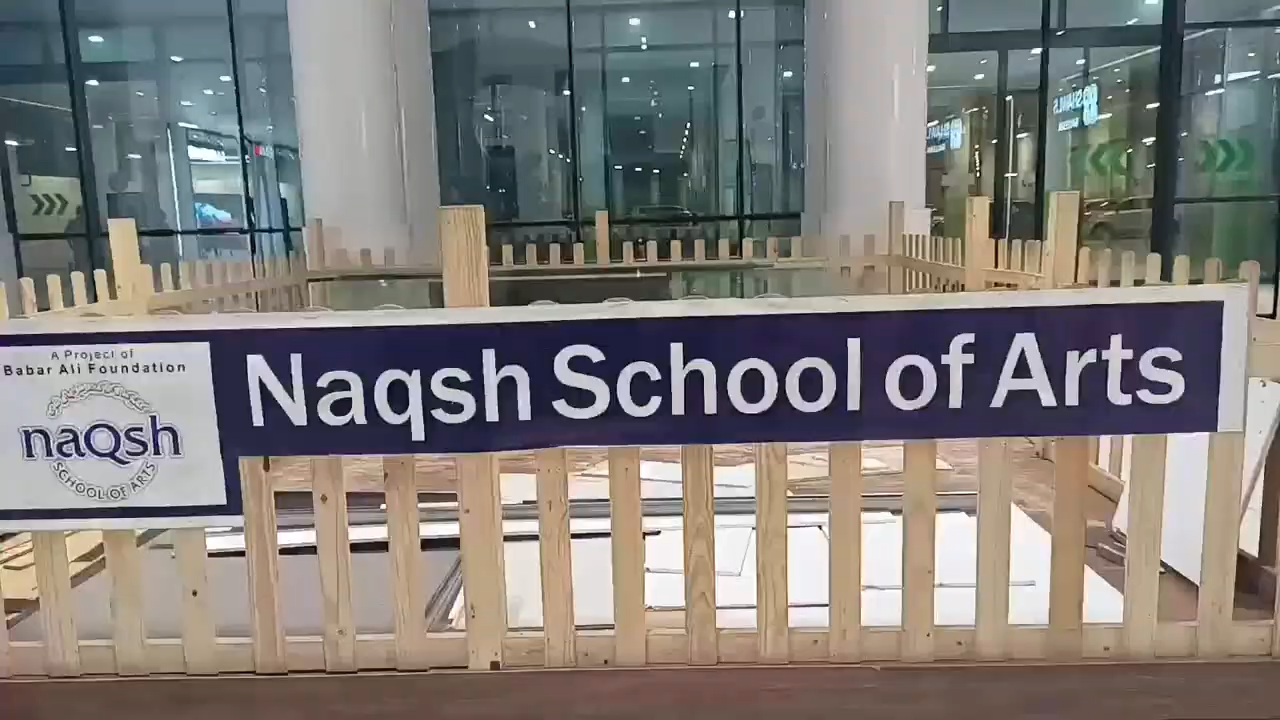 A Project of
Babar Ali Foundation
naQsh
SCHOOL OF ARTS
Naqsh School of Arts